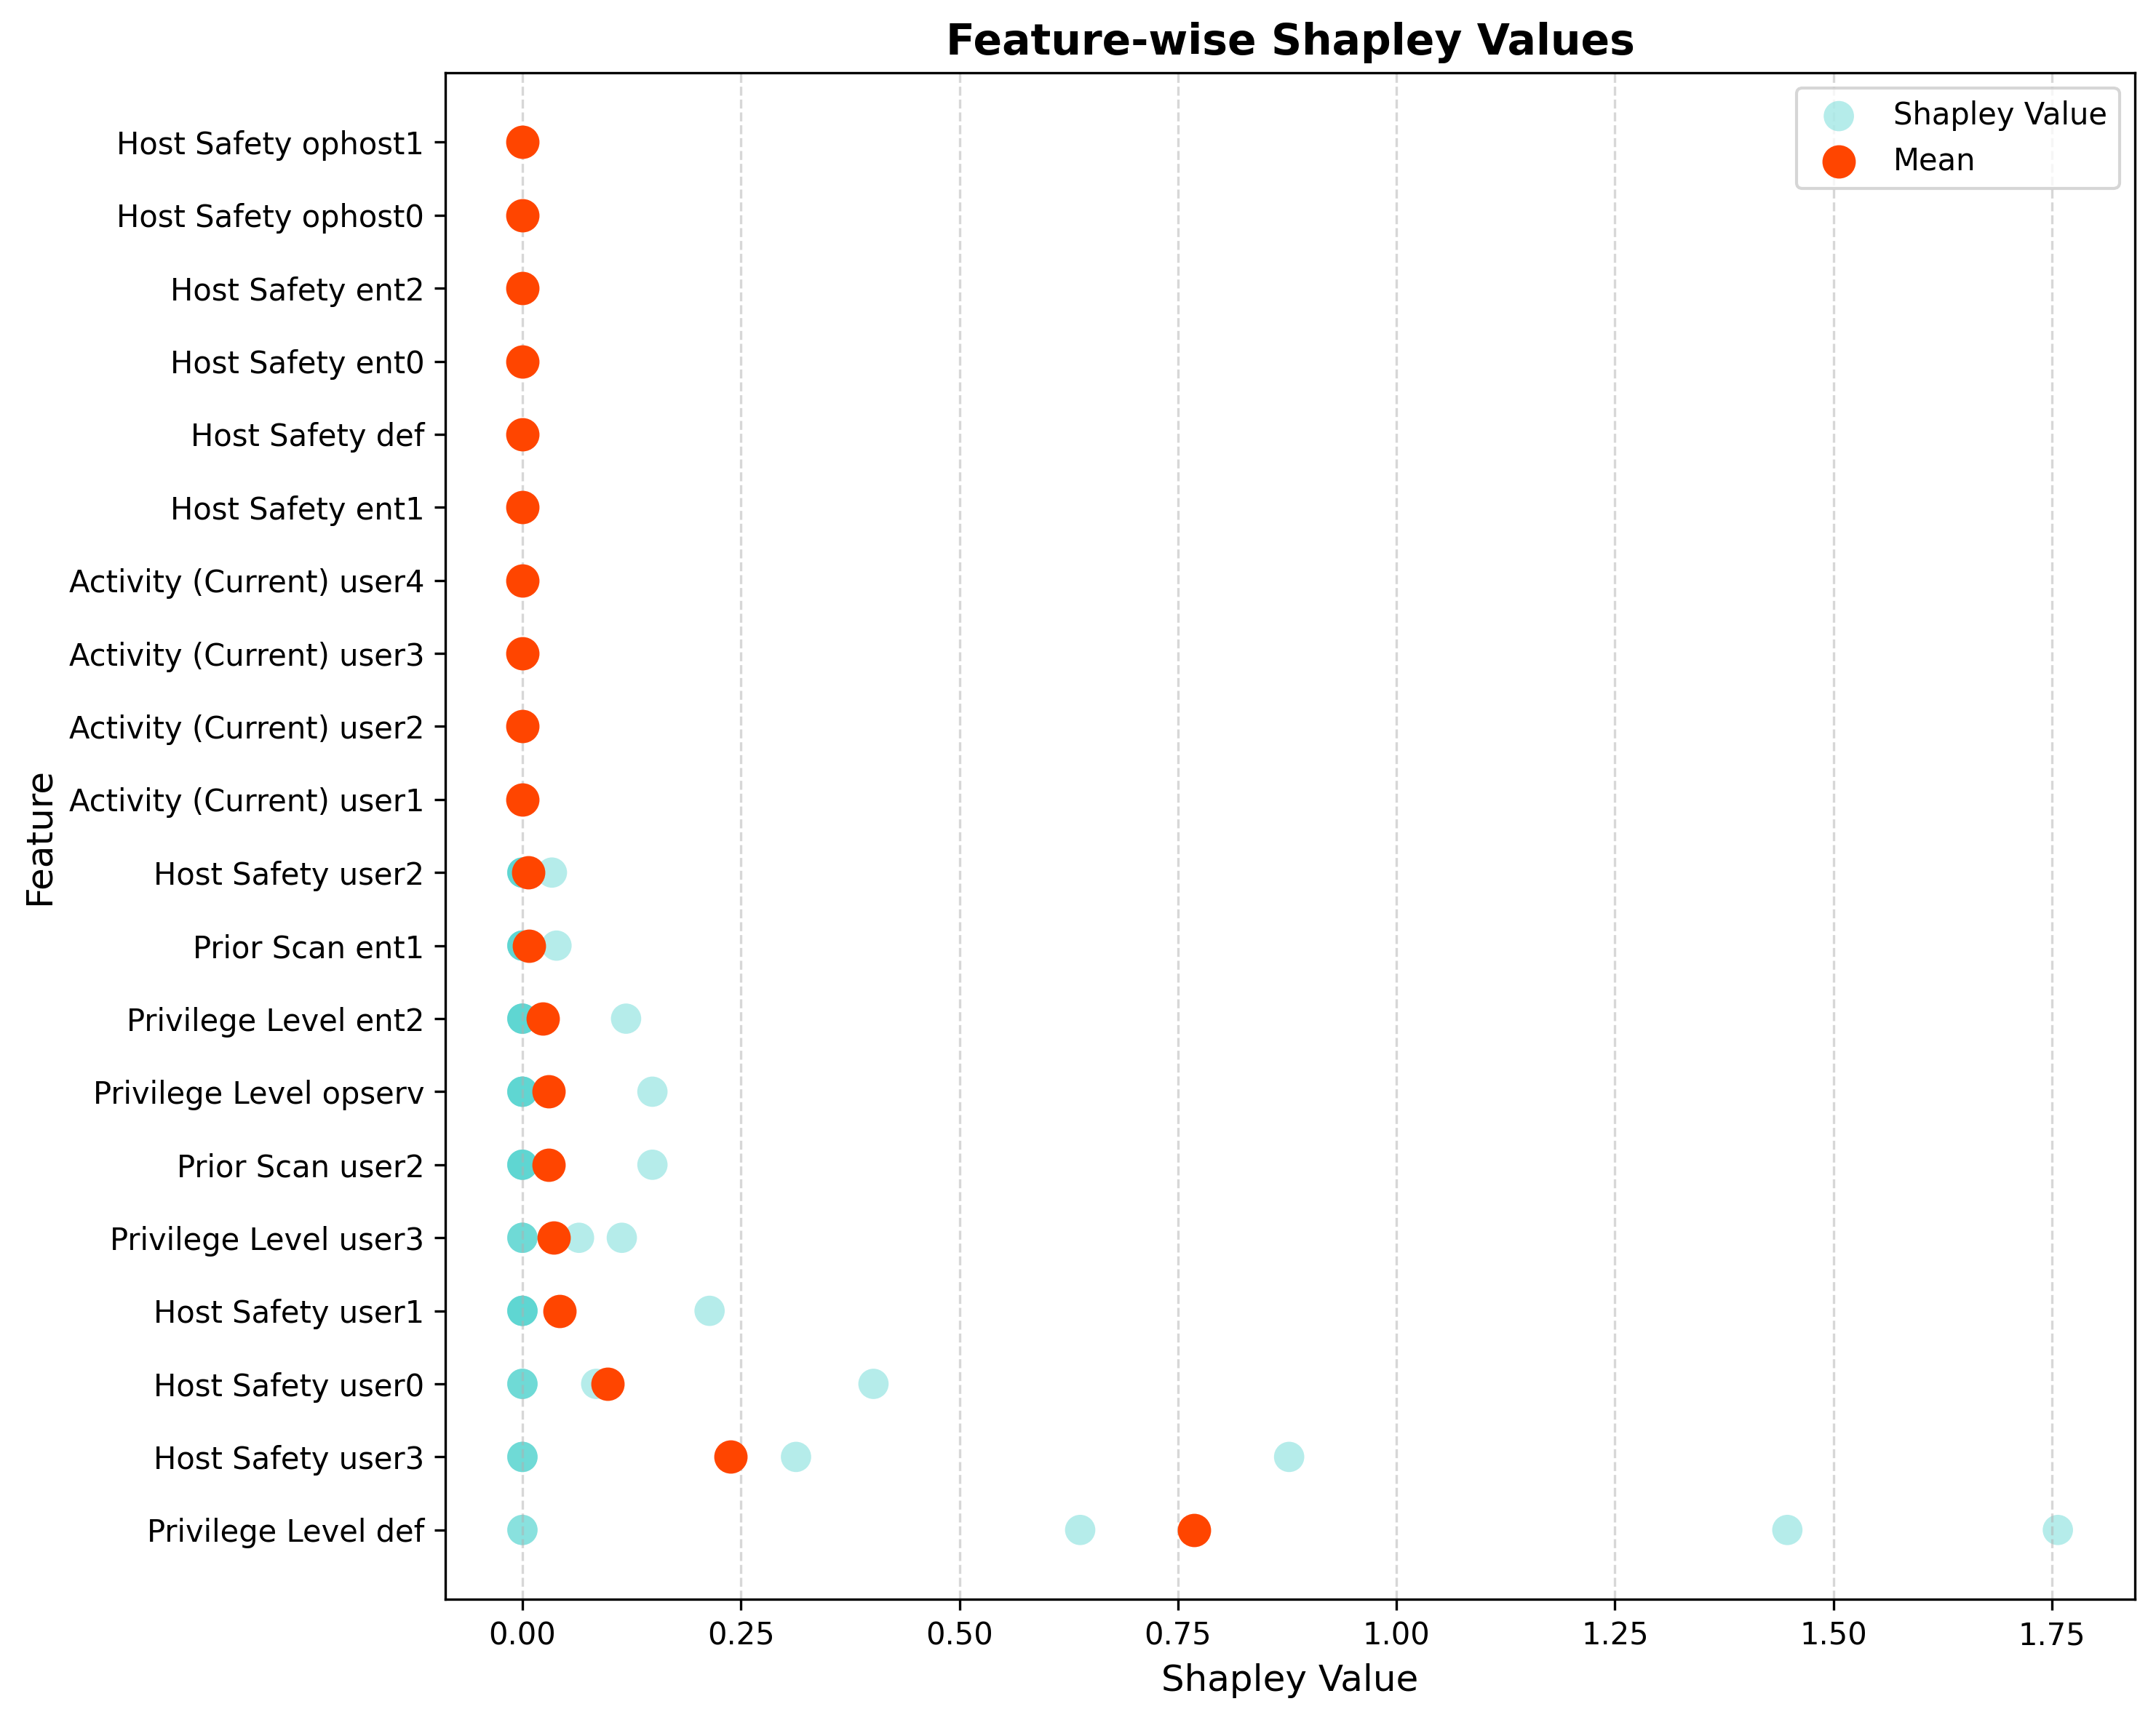 Feature-wise Shapley Values
Shapley Value
Mean
Feature
Host Safety ophost1
Host Safety ophost0
Host Safety ent2
Host Safety ent0
Host Safety def
Host Safety ent1
Activity (Current) user4
Activity (Current) user3
Activity (Current) user2
Activity (Current) user1
Host Safety user2
Prior Scan ent1
Privilege Level ent2
Privilege Level opserv
Prior Scan user2
Privilege Level user3
Host Safety user1
Host Safety user0
Host Safety user3
Privilege Level def
0.00 0.25 0.50 0.75 1.00 1.25 1.50 1.75
Shapley Value